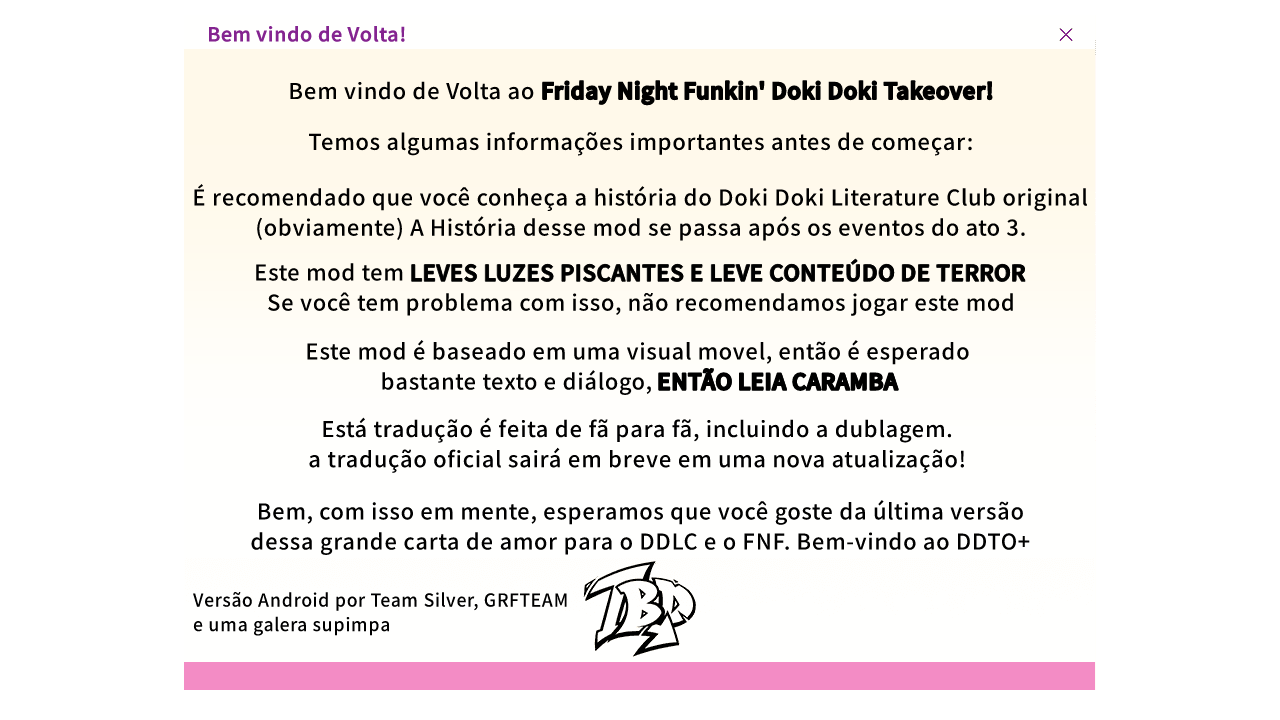 Bem vindo de Volta!
Bem vindo de Volta ao Friday Night Funkin' Doki Doki Takeover!
Temos algumas informações importantes antes de começar:
É recomendado que você conheça a história do Doki Doki Literature Club original
(obviamente) A História desse mod se passa após os eventos do ato 3.
Este mod tem LEVES LUZES PISCANTES E LEVE CONTEÚDO DE TERROR
Se você tem problema com isso, não recomendamos jogar este mod
Este mod é baseado em uma visual movel, então é esperado
bastante texto e diálogo, ENTÃO LEIA CARAMBA
Está tradução é feita de fã para fã, incluindo a dublagem.
a tradução oficial sairá em breve em uma nova atualização!
Bem, com isso em mente, esperamos que você goste da última versão
dessa grande carta de amor para o DDLC e o FNF. Bem-vindo ao DDTO+
Versão Android por Team Silver, GRFTEAM
e uma galera supimpa